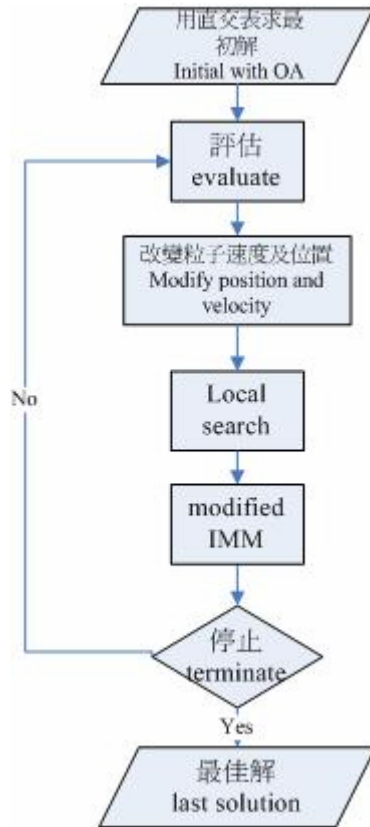 用直交表求最
初解
Initial with OA
評估
evaluate
改變粒子速度及位置
Modify position and
velocity
No
Local
search
modified
IMM
停止
terminate
Yes
最佳解
last solution